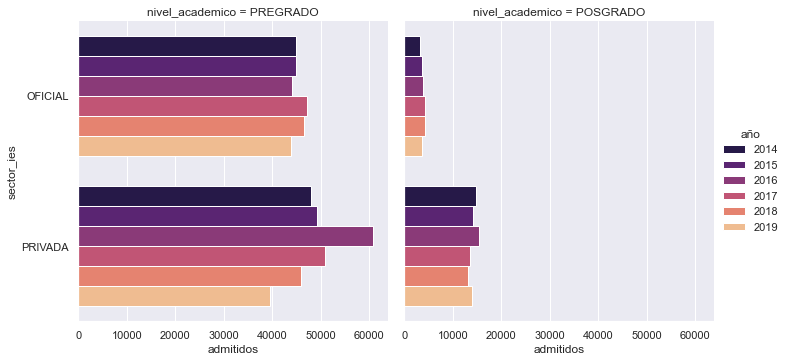 nivel_academico = PREGRADO
nivel_academico = POSGRADO
sector_ies
OFICIAL
PRIVADA
0 10000 20000 30000 40000 50000 60000
admitidos
0 10000 20000 30000 40000 50000 60000
admitidos
año
2014
2015
2016
2017
2018
2019